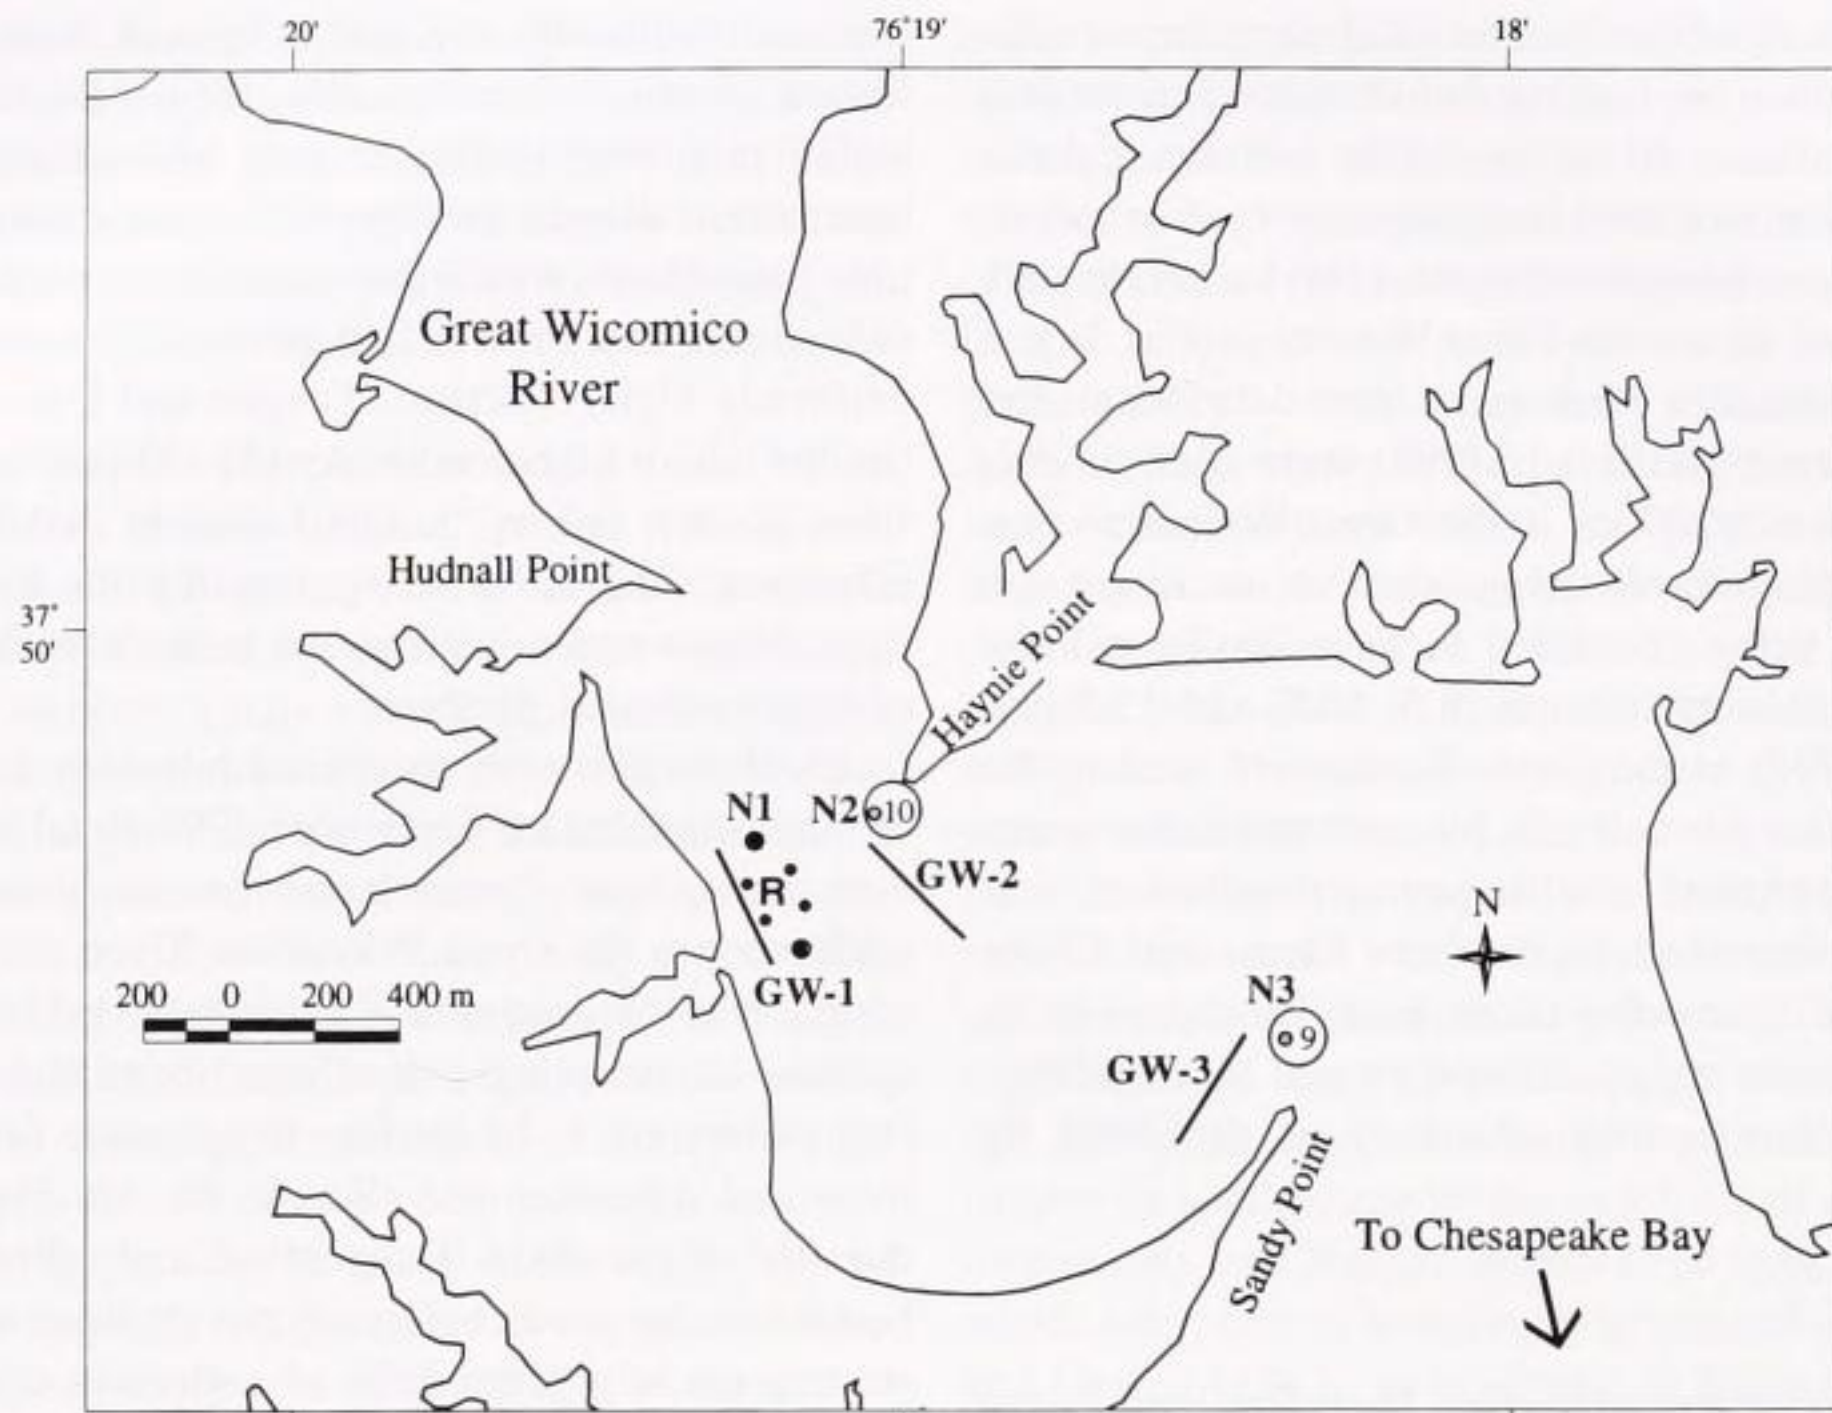 20'
76°19'
18'
Great Wicomico
River
Hudnall Point
37°
50'
Haynie Point
N1
N2
10
GW-2
R
N
200 0 200 400 m
GW-1
N3
9
GW-3
Sandy Point
To Chesapeake Bay